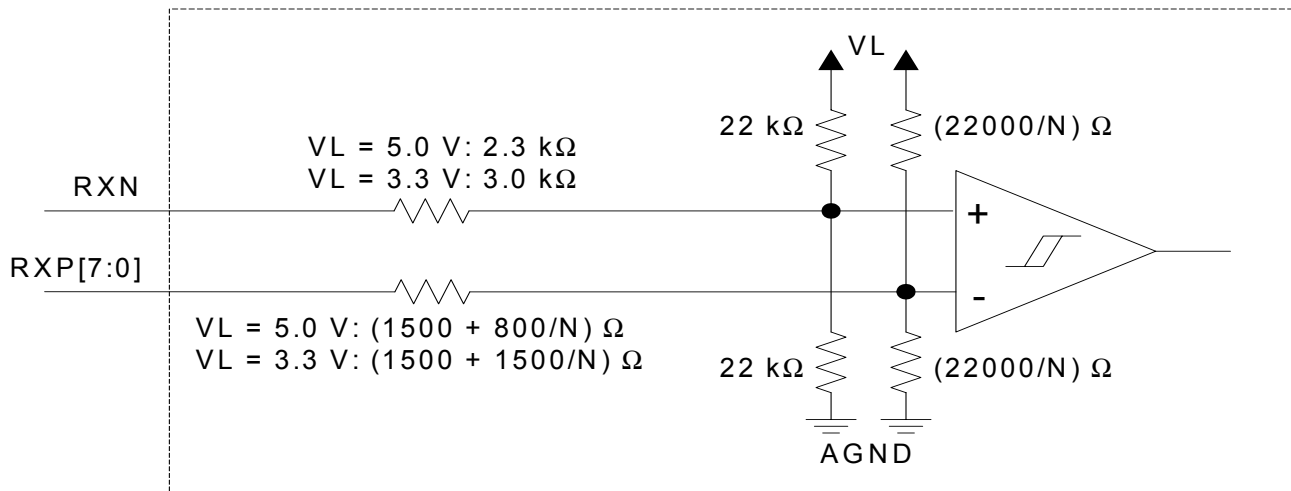 VL
22 kΩ
(22000/N) Ω
VL = 5.0 V: 2.3 kΩ
VL = 3.3 V: 3.0 kΩ
RXN
+
RXP[7:0]
-
VL = 5.0 V: (1500 + 800/N) Ω
VL = 3.3 V: (1500 + 1500/N) Ω
22 kΩ
(22000/N) Ω
AGND